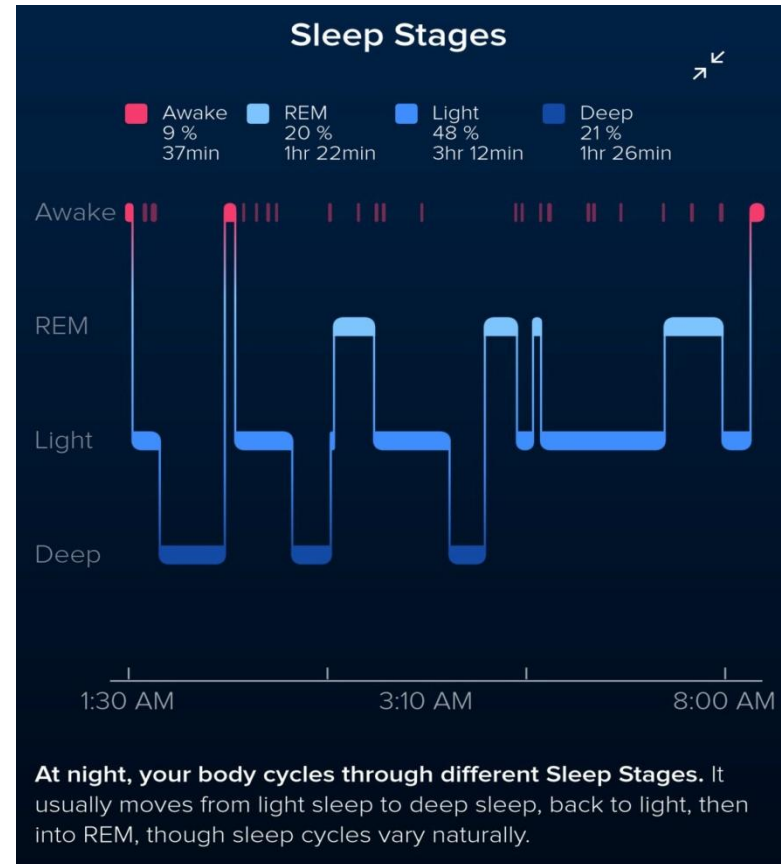 Sleep Stages
Awake
9 %
37min
REM
20 %
1hr 22min
Light
48 %
3hr 12min
Deep
21 %
1hr 26min
Awake
REM
Light
Deep
1:30 AM 3:10 AM 8:00 AM
At night, your body cycles through different Sleep Stages. It
usually moves from light sleep to deep sleep, back to light, then
into REM, though sleep cycles vary naturally.